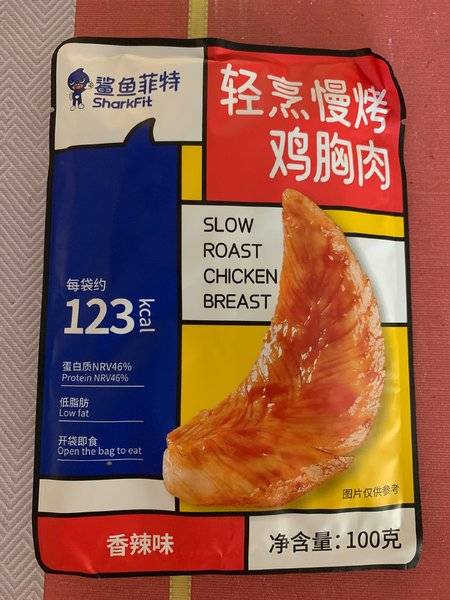 鲨鱼菲特
SharkFit
轻烹慢烤
鸡胸肉
SLOW
ROAST
CHICKEN
BREAST
每袋约
123kcal
蛋白质NRV46%
Protein NRV46%
低脂肪
Low fat
开袋即食
Open the bag to eat
图片仅供参考
香辣味
净含量:100克